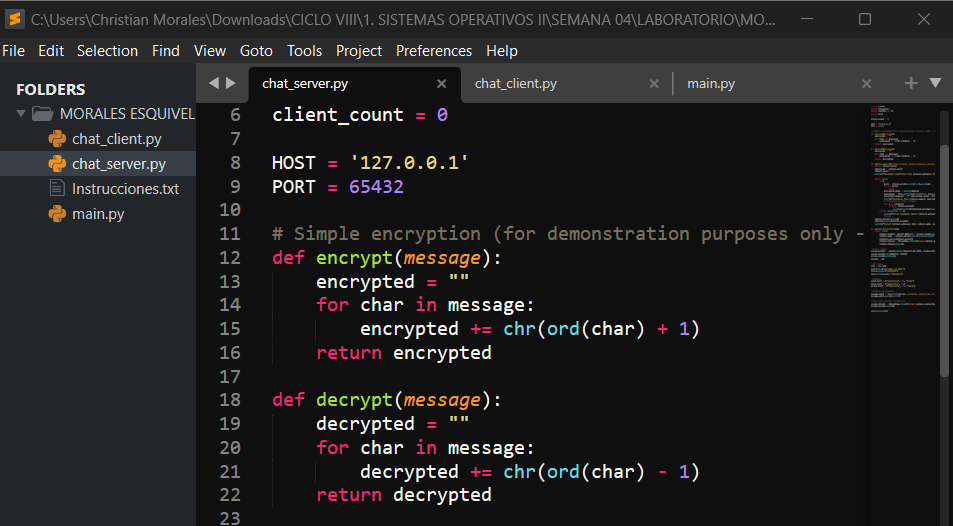 C:\Users\Christian Morales\Downloads\CICLO VIII\1. SISTEMAS OPERATIVOS II\SEMANA 04\LABORATORIO\MO...
File Edit Selection Find View Goto Tools Project Preferences Help
FOLDERS
MORALES ESQUIVEL
chat_client.py
chat_server.py
Instrucciones.txt
main.py
chat_server.py
chat_client.py
main.py
6 client_count = 0
7
8 HOST = '127.0.0.1'
9 PORT = 65432
10
11 # Simple encryption (for demonstration purposes only -
12 def encrypt(message):
13     encrypted = ""
14     for char in message:
15         encrypted += chr(ord(char) + 1)
16     return encrypted
17
18 def decrypt(message):
19     decrypted = ""
20     for char in message:
21         decrypted += chr(ord(char) - 1)
22     return decrypted
23